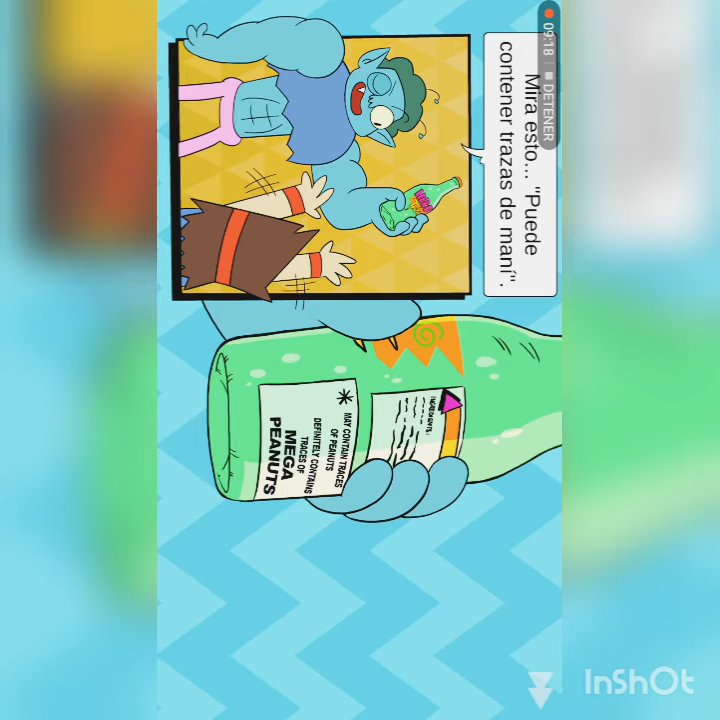 09:18 DETENER
Mira esto... "Puede
contener trazas de maní".
INGREDIENTS:
MAY CONTAIN TRACES
OF PEANUTS
DEFINITELY CONTAINS
TRACES OF
MEGA
PEANUTS
InShOt